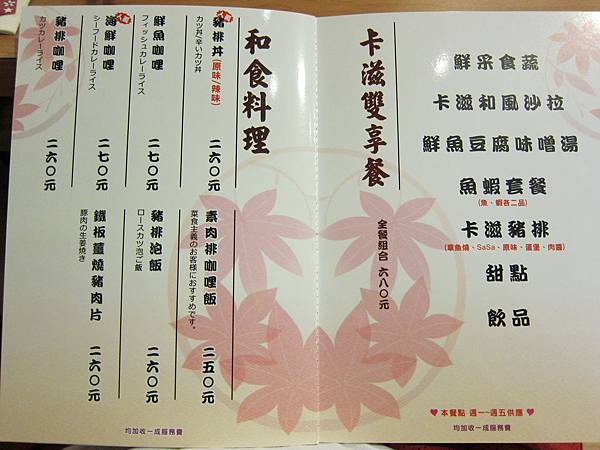 卡滋雙享餐
全餐組合 六八〇元
鮮采食蔬
卡滋和風沙拉
鮮魚豆腐味噌湯
魚蝦套餐
(魚、蝦各二品)
卡滋豬排
(章魚燒、SaSa、原味、蛋堡、肉醬)
甜點
飲品
♥本餐點 週一~週五供應♥
均加收一成服務費
和食料理
豬排丼(原味/辣味)
カツ丼/辛いカツ丼
二六〇元
鮮魚咖哩
フィッシュカレーライス
二七〇元
海鮮咖哩
シーフードカレーライス
二七〇元
豬排咖哩
カツカレーライス
二六〇元
素肉排咖哩飯
菜食主義のお客様におすすめです。
二五〇元
豬排泡飯
ロースカツ泡ご飯
二六〇元
鐵板薑燒豬肉片
豚肉の生姜焼き
二六〇元
均加收一成服務費